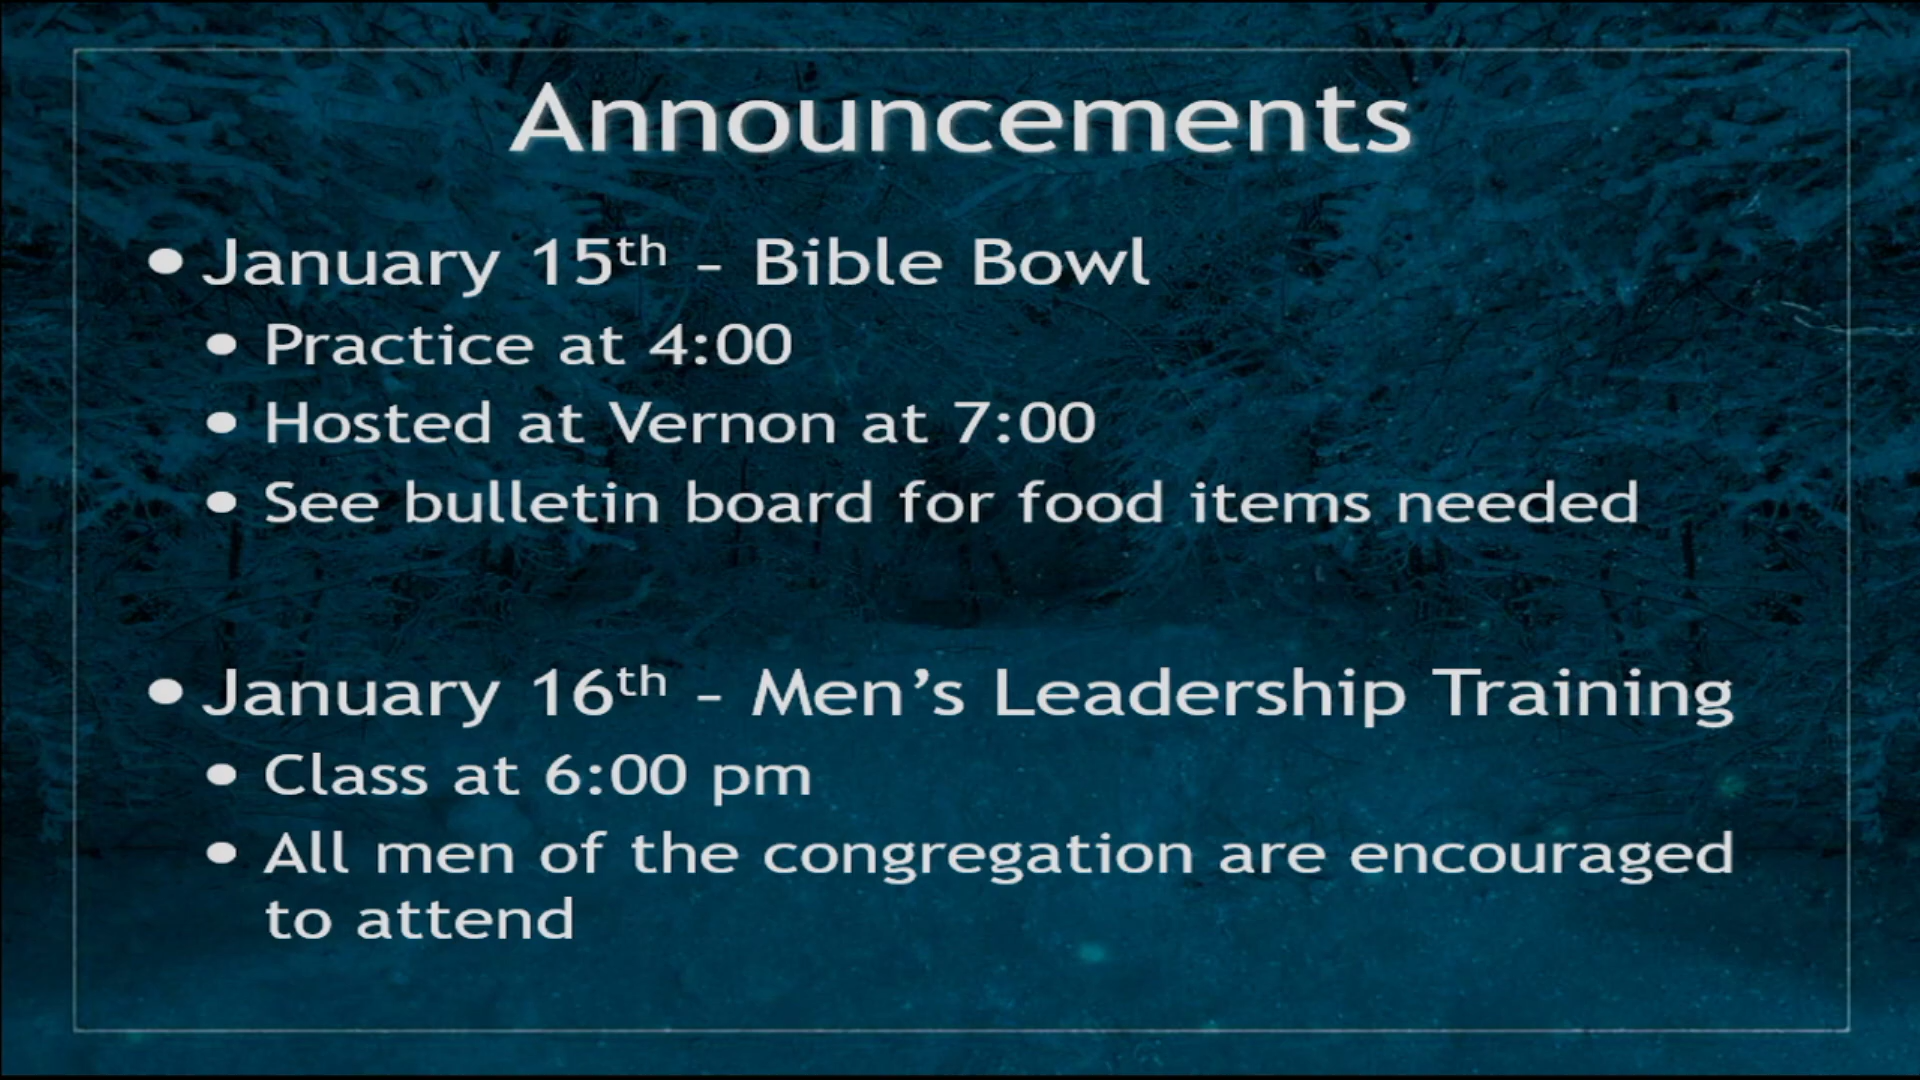 Announcements
• January 15th - Bible Bowl
• Practice at 4:00
• Hosted at Vernon at 7:00
• See bulletin board for food items needed
• January 16th - Men’s Leadership Training
• Class at 6:00 pm
• All men of the congregation are encouraged
to attend